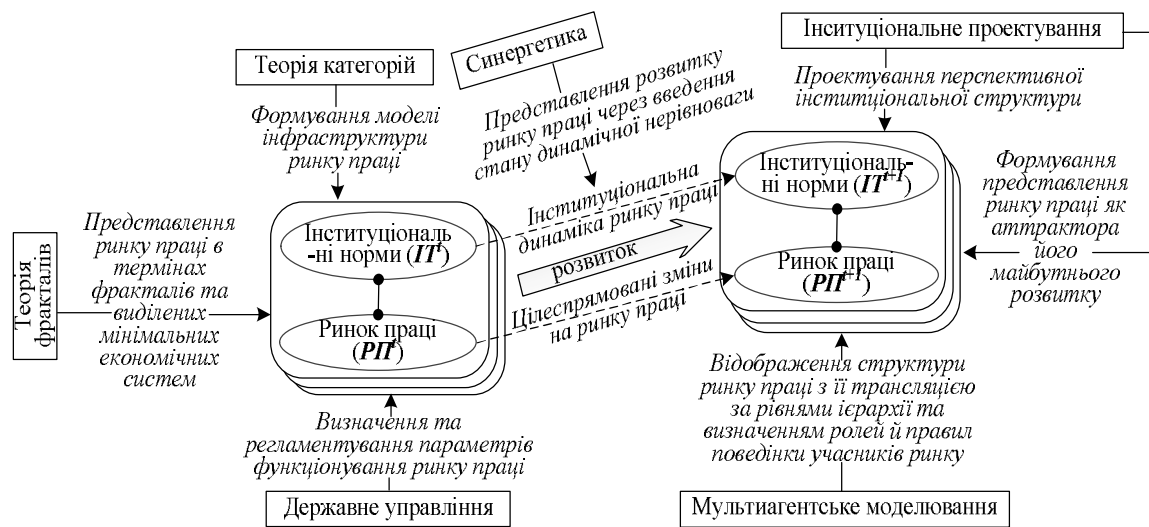 Теорія категорій
Формування моделі
інфраструктури
ринку праці
Синергетика
Представлення розвитку
ринку праці через введення
стану динамічної нерівноваги
Інситуціональне проектування
Проектування перспективної
інститціональної структури
Теорія
фракталів
Представлення
ринку праці в
термінах
фракталів та
виділених
мінімальних
економічних
систем
Інституціональ
-ні норми (IT^t)
Ринок праці
(РП^t)
Інституціональна
динаміка ринку праці
розвиток
Цілеспрямовані зміни
на ринку праці
Інституціональ-
ні норми (IT^t+1)
Ринок праці
(РП^t+1)
Формування
представлення
ринку праці як
аттрактора
його
майбутнього
розвитку
Визначення та
регламентування параметрів
функціонування ринку праці
Державне управління
Відображення структури
ринку праці з її трансляцією
за рівнями ієрархії та
визначенням ролей й правил
поведінки учасників ринку
Мультиагентське моделювання